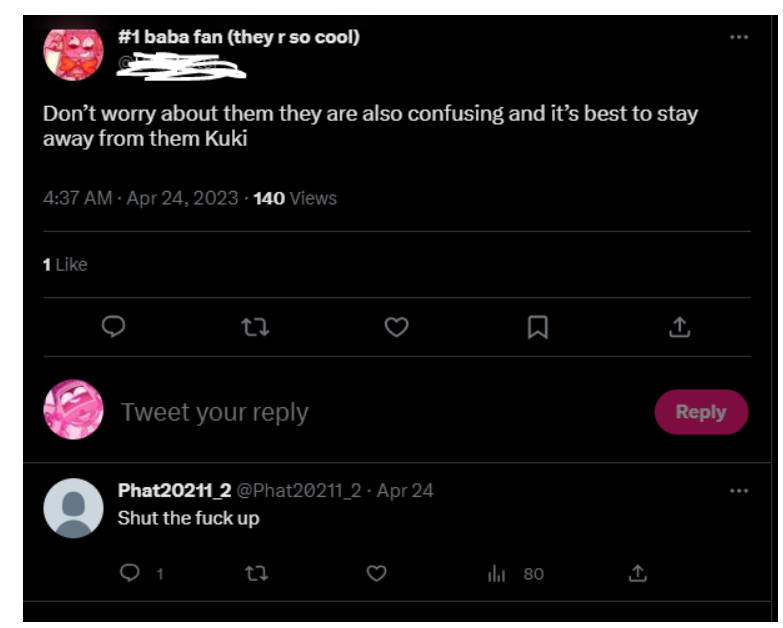 #1 baba fan (they r so cool)
Don't worry about them they are also confusing and it's best to stay
away from them Kuki
4:37 AM · Apr 24, 2023 · 140 Views
1 Like
Tweet your reply
Reply
Phat20211_2 @Phat20211_2 · Apr 24
Shut the fuck up
1
80